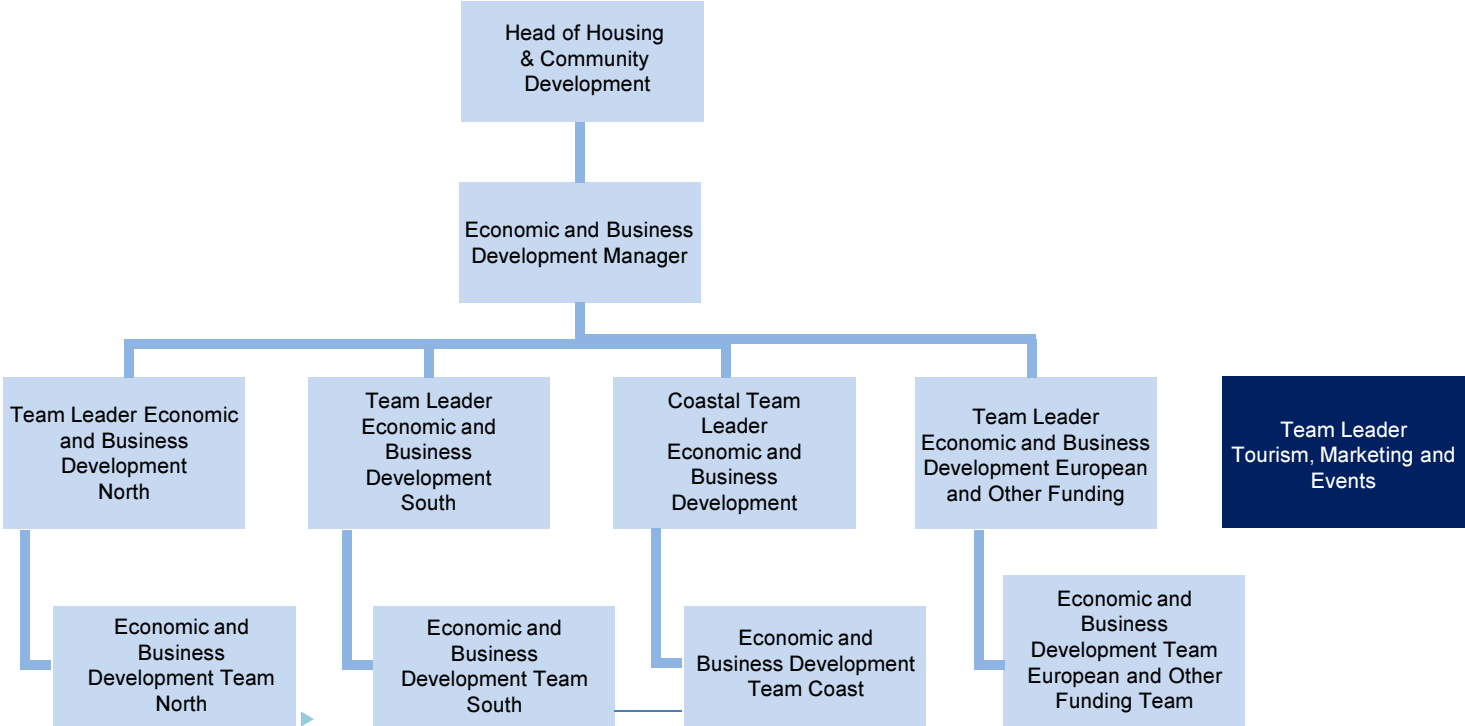 Head of Housing
& Community
Development
Economic and Business
Development Manager
Team Leader Economic
and Business
Development
North
Team Leader
Economic and
Business
Development
South
Coastal Team
Leader
Economic and
Business
Development
Team Leader
Economic and Business
Development European
and Other Funding
Team Leader
Tourism, Marketing and
Events
Economic and
Business
Development Team
North
Economic and
Business
Development Team
South
Economic and
Business Development
Team Coast
Economic and
Business
Development Team
European and Other
Funding Team